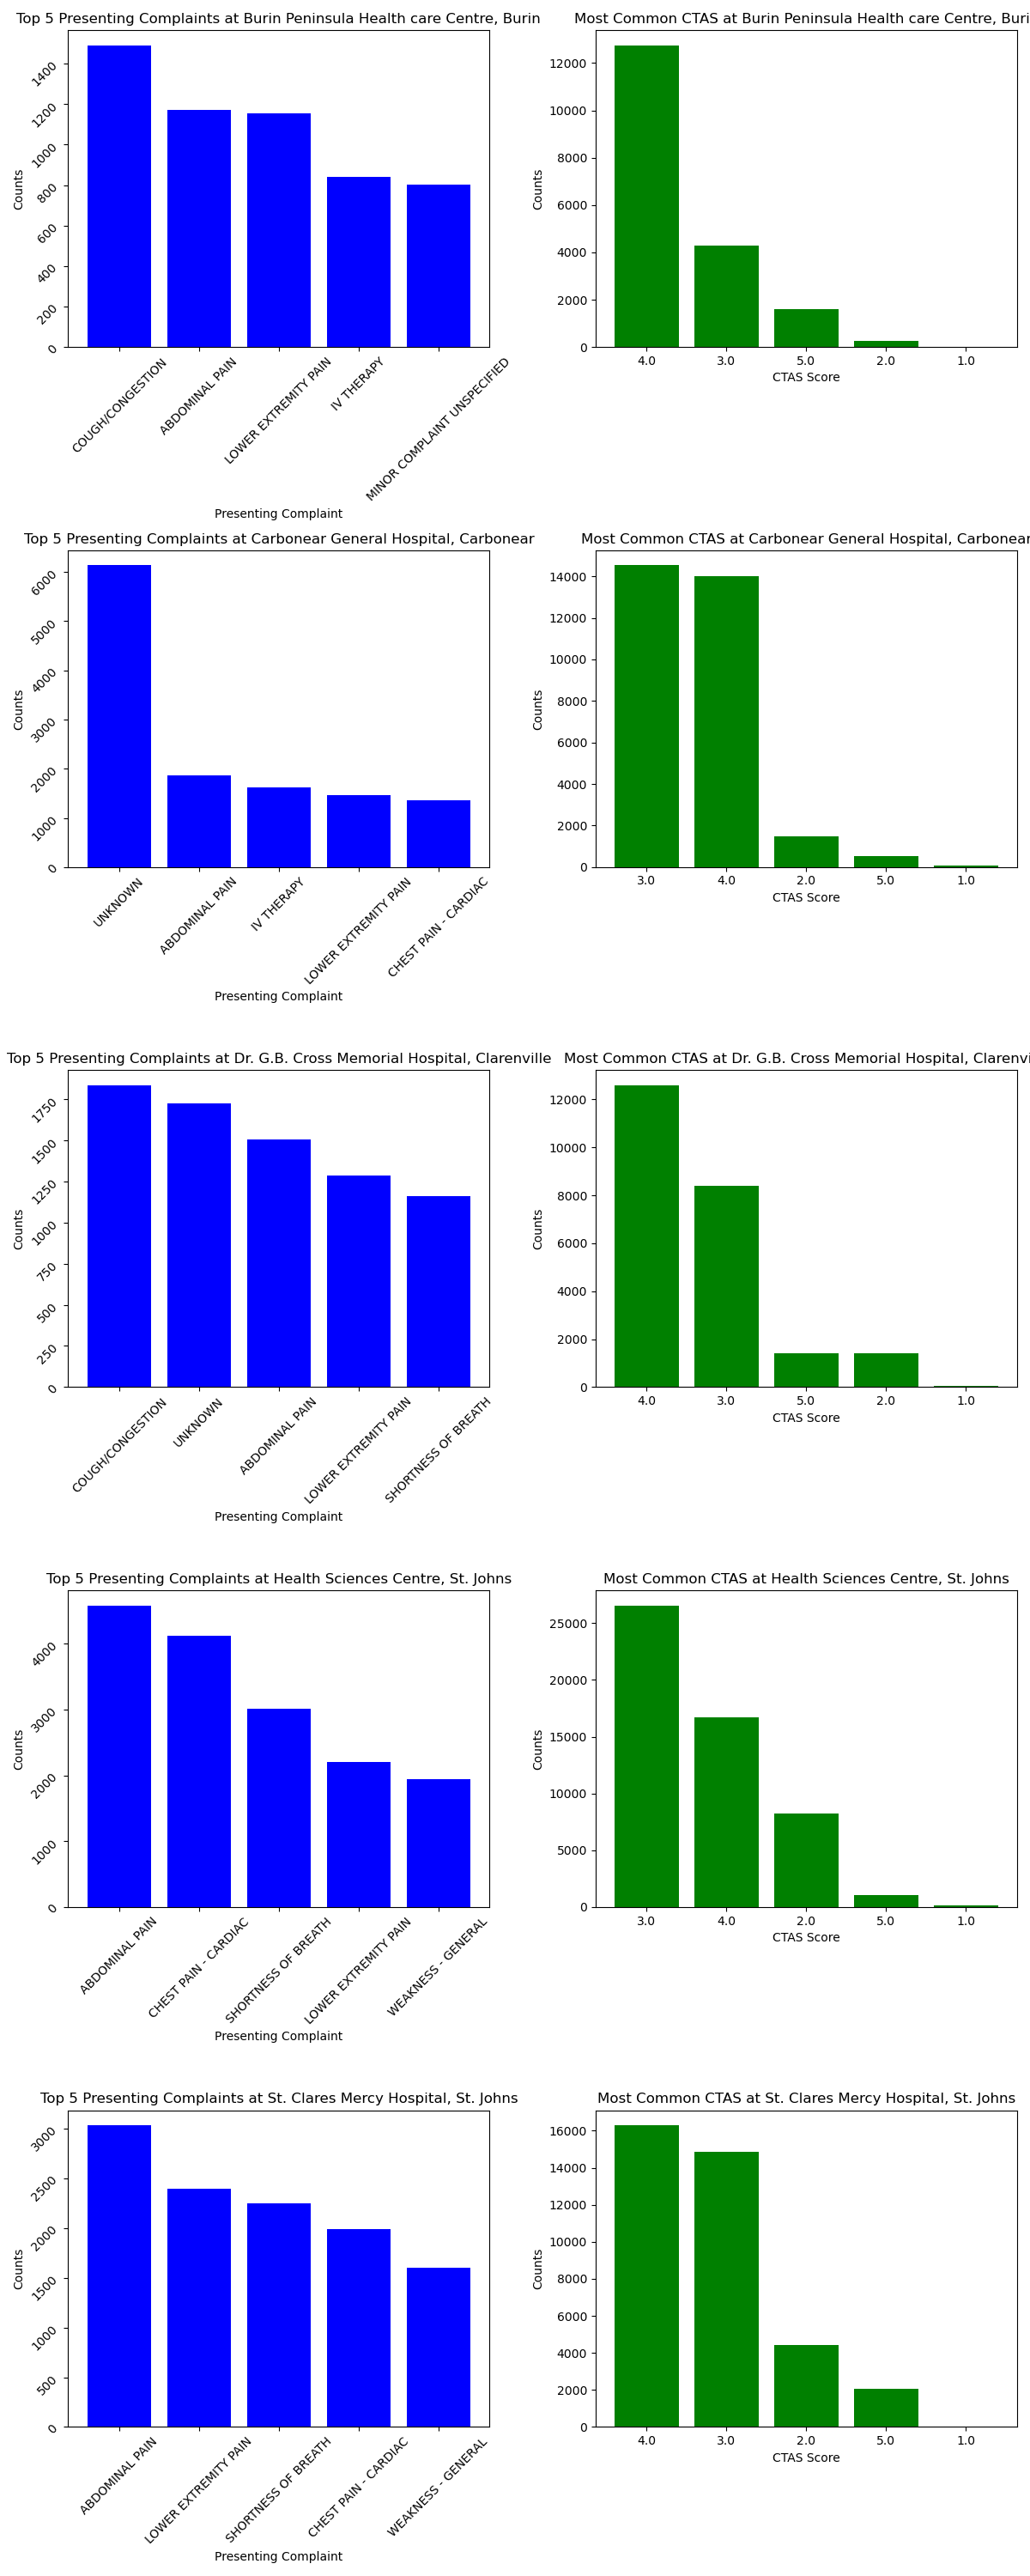 Top 5 Presenting Complaints at Burin Peninsula Health care Centre, Burin
Counts
1400
1200
1000
800
600
400
200
0
COUGH/CONGESTION
ABDOMINAL PAIN
LOWER EXTREMITY PAIN
IV THERAPY
MINOR COMPLAINT UNSPECIFIED
Presenting Complaint
Most Common CTAS at Burin Peninsula Health care Centre, Buri
Counts
12000
10000
8000
6000
4000
2000
0
4.0 3.0 5.0 2.0 1.0
CTAS Score
Top 5 Presenting Complaints at Carbonear General Hospital, Carbonear
Counts
6000
5000
4000
3000
2000
1000
0
UNKNOWN
ABDOMINAL PAIN
IV THERAPY
LOWER EXTREMITY PAIN
CHEST PAIN - CARDIAC
Presenting Complaint
Most Common CTAS at Carbonear General Hospital, Carbonear
Counts
14000
12000
10000
8000
6000
4000
2000
0
3.0 4.0 2.0 5.0 1.0
CTAS Score
Top 5 Presenting Complaints at Dr. G.B. Cross Memorial Hospital, Clarenville
Counts
1750
1500
1250
1000
750
500
250
0
COUGH/CONGESTION
UNKNOWN
ABDOMINAL PAIN
LOWER EXTREMITY PAIN
SHORTNESS OF BREATH
Presenting Complaint
Most Common CTAS at Dr. G.B. Cross Memorial Hospital, Clarenvi
Counts
12000
10000
8000
6000
4000
2000
0
4.0 3.0 5.0 2.0 1.0
CTAS Score
Top 5 Presenting Complaints at Health Sciences Centre, St. Johns
Counts
4000
3000
2000
1000
0
ABDOMINAL PAIN
CHEST PAIN - CARDIAC
SHORTNESS OF BREATH
LOWER EXTREMITY PAIN
WEAKNESS - GENERAL
Presenting Complaint
Most Common CTAS at Health Sciences Centre, St. Johns
Counts
25000
20000
15000
10000
5000
0
3.0 4.0 2.0 5.0 1.0
CTAS Score
Top 5 Presenting Complaints at St. Clares Mercy Hospital, St. Johns
Counts
3000
2500
2000
1500
1000
500
0
ABDOMINAL PAIN
LOWER EXTREMITY PAIN
SHORTNESS OF BREATH
CHEST PAIN - CARDIAC
WEAKNESS - GENERAL
Presenting Complaint
Most Common CTAS at St. Clares Mercy Hospital, St. Johns
Counts
16000
14000
12000
10000
8000
6000
4000
2000
0
4.0 3.0 2.0 5.0 1.0
CTAS Score